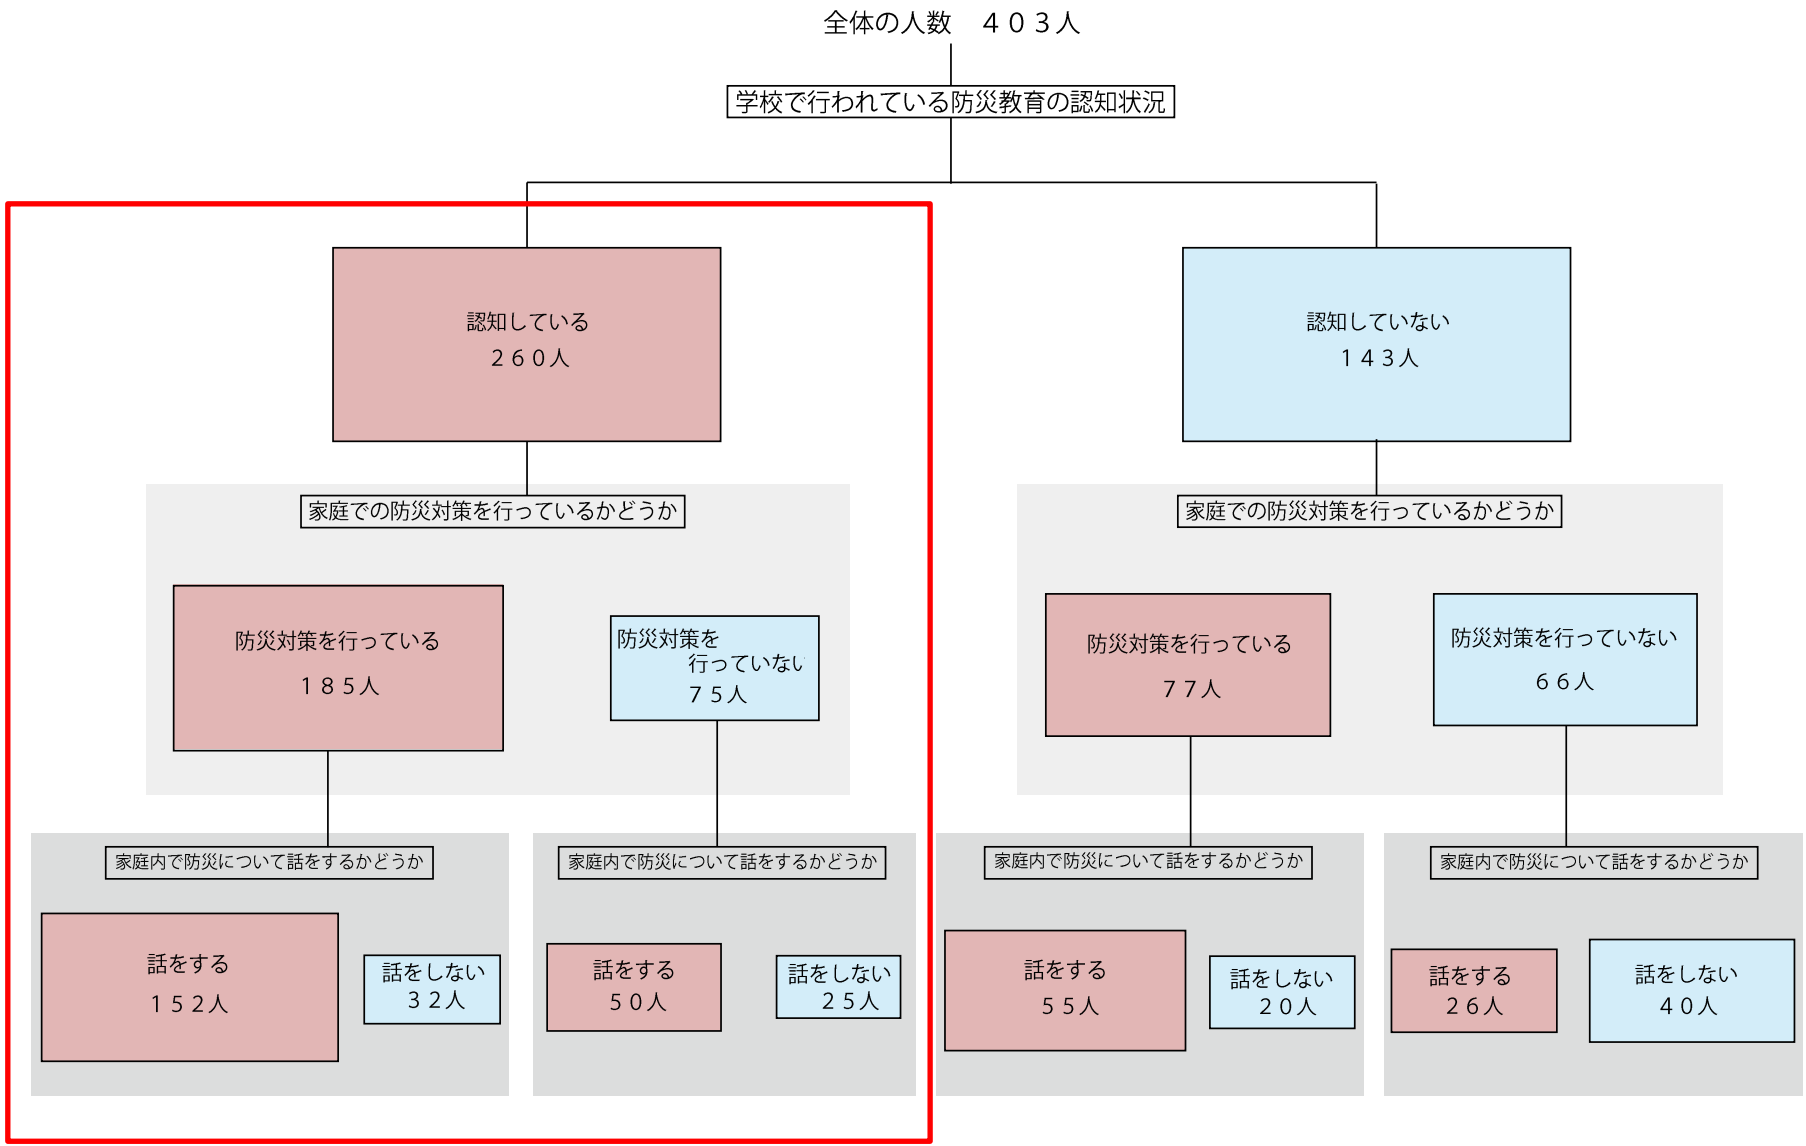 全体の人数　４０３人
学校で行われている防災教育の認知状況
認知している
２６０人
認知していない
１４３人
家庭での防災対策を行っているかどうか
家庭での防災対策を行っているかどうか
防災対策を行っている
１８５人
防災対策を
行っていない
７５人
防災対策を行っている
７７人
防災対策を行っていない
６６人
家庭内で防災について話をするかどうか
家庭内で防災について話をするかどうか
家庭内で防災について話をするかどうか
家庭内で防災について話をするかどうか
話をする
１５２人
話をしない
３２人
話をする
５０人
話をしない
２５人
話をする
５５人
話をしない
２０人
話をする
２６人
話をしない
４０人